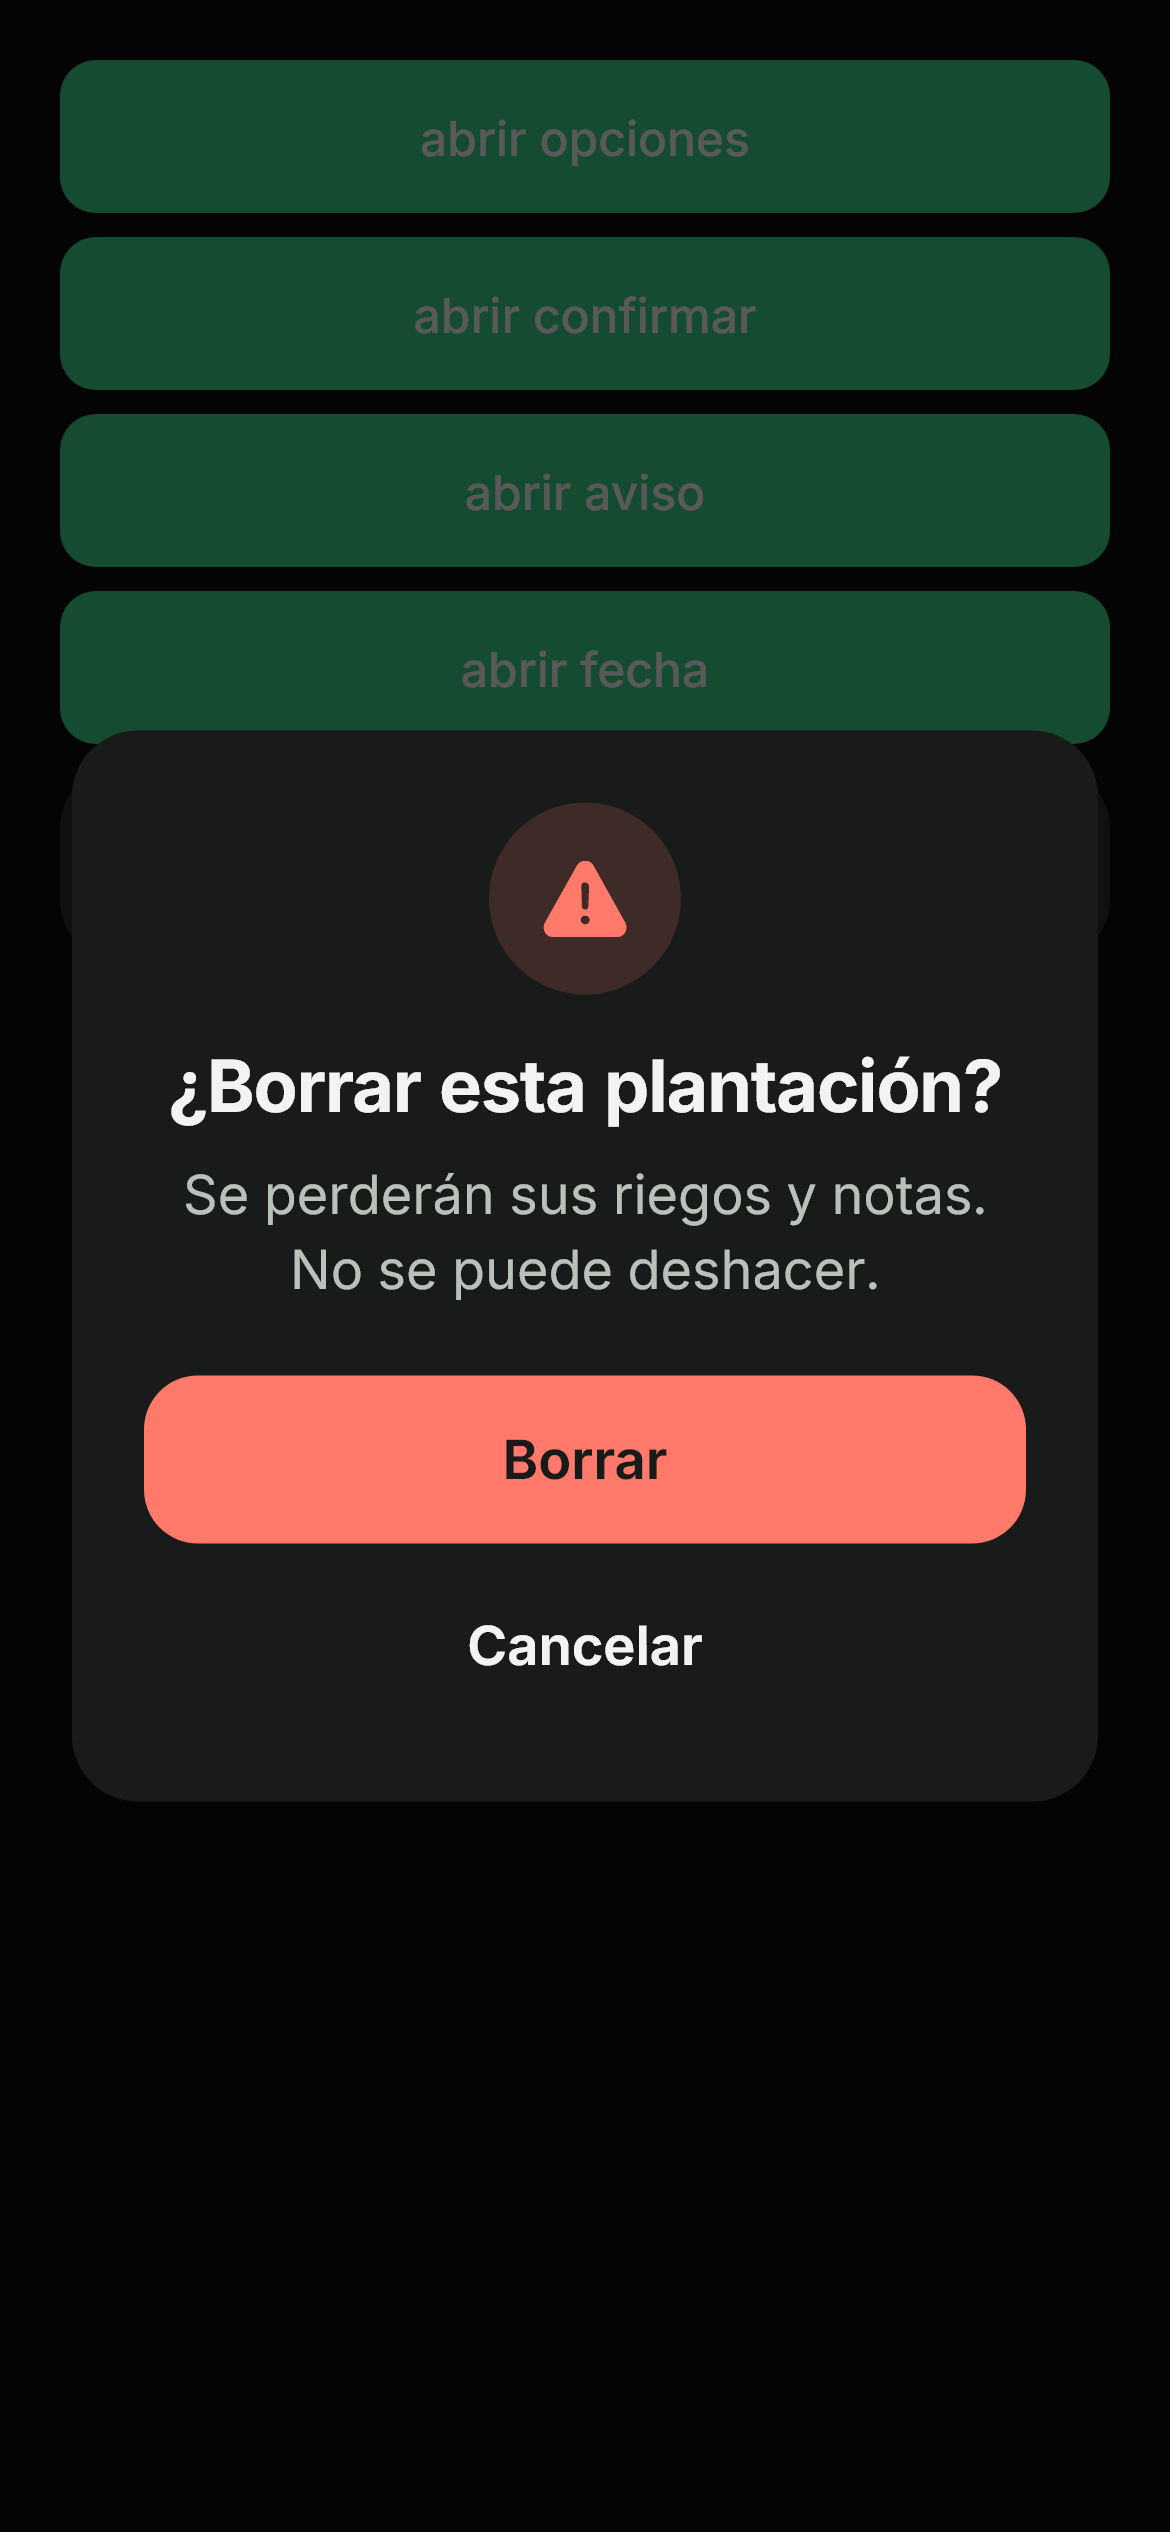 abrir opciones
abrir confirmar
abrir aviso
abrir fecha
¿Borrar esta plantación?
Se perderán sus riegos y notas.
No se puede deshacer.
Borrar
Cancelar